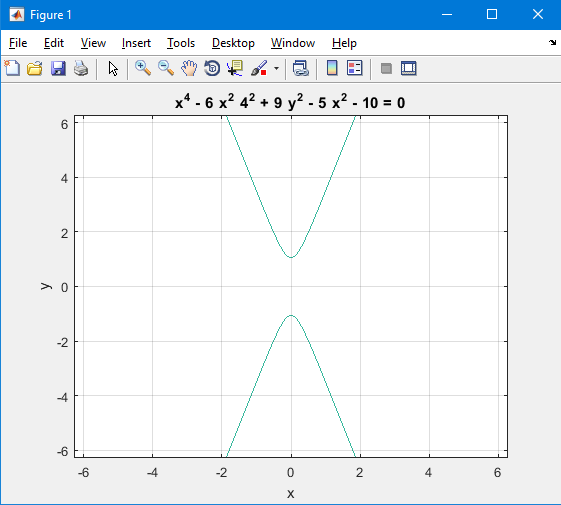 Figure 1
File Edit View Insert Tools Desktop Window Help
x⁴ - 6 x² 4² + 9 y² - 5 x² - 10 = 0
6
4
2
0
-2
-4
-6
y
-6 -4 -2 0 2 4 6
x